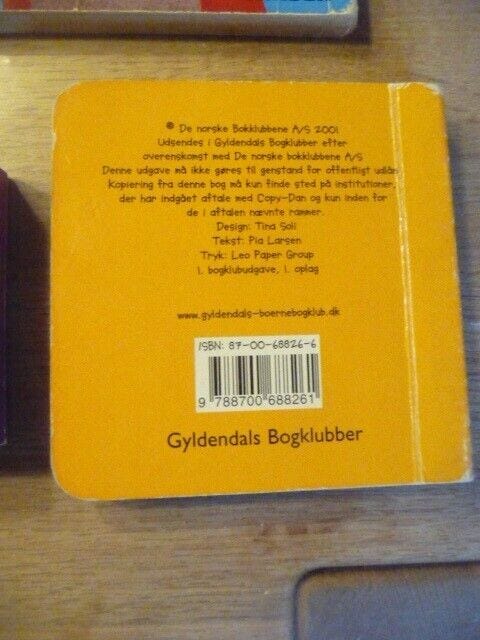 © De norske Bokklubbene A/S 2001
Udsendes i Gyldendals Bogklubber efter
overenskomst med De norske bokklubbene A/S
Denne udgave må ikke gøres til genstand for offentligt udlån.
Kopiering fra denne bog må kun finde sted på institutioner,
der har indgået aftale med Copy-Dan og kun inden for
de i aftalen nævnte rammer.
Design: Tina Soli
Tekst: Pia Larsen
Tryk: Leo Paper Group
1. bogklubudgave, 1. oplag
www.gyldendals-boernebogklub.dk
ISBN: 87-00-68826-6
9 788700 688261
Gyldendals Bogklubber